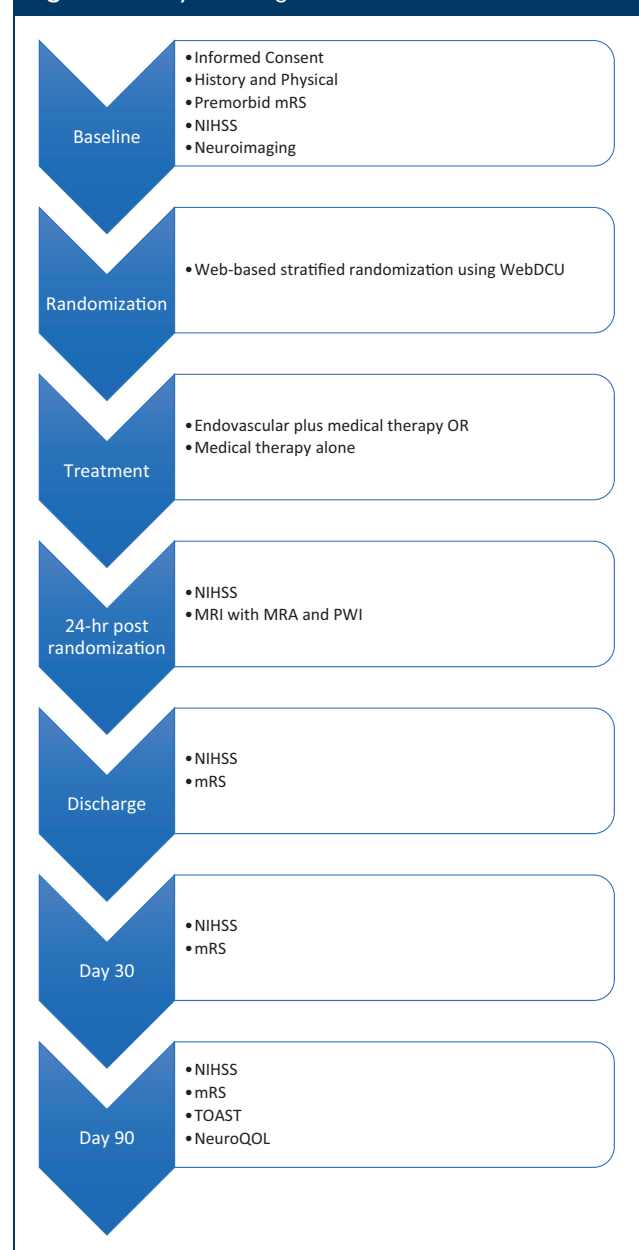 Baseline
•Informed Consent
•History and Physical
•Premorbid mRS
•NIHSS
•Neuroimaging
Randomization
•Web-based stratified randomization using WebDCU
Treatment
•Endovascular plus medical therapy OR
•Medical therapy alone
24-hr post
randomization
•NIHSS
•MRI with MRA and PWI
Discharge
•NIHSS
•mRS
Day 30
•NIHSS
•mRS
Day 90
•NIHSS
•mRS
•TOAST
•NeuroQOL